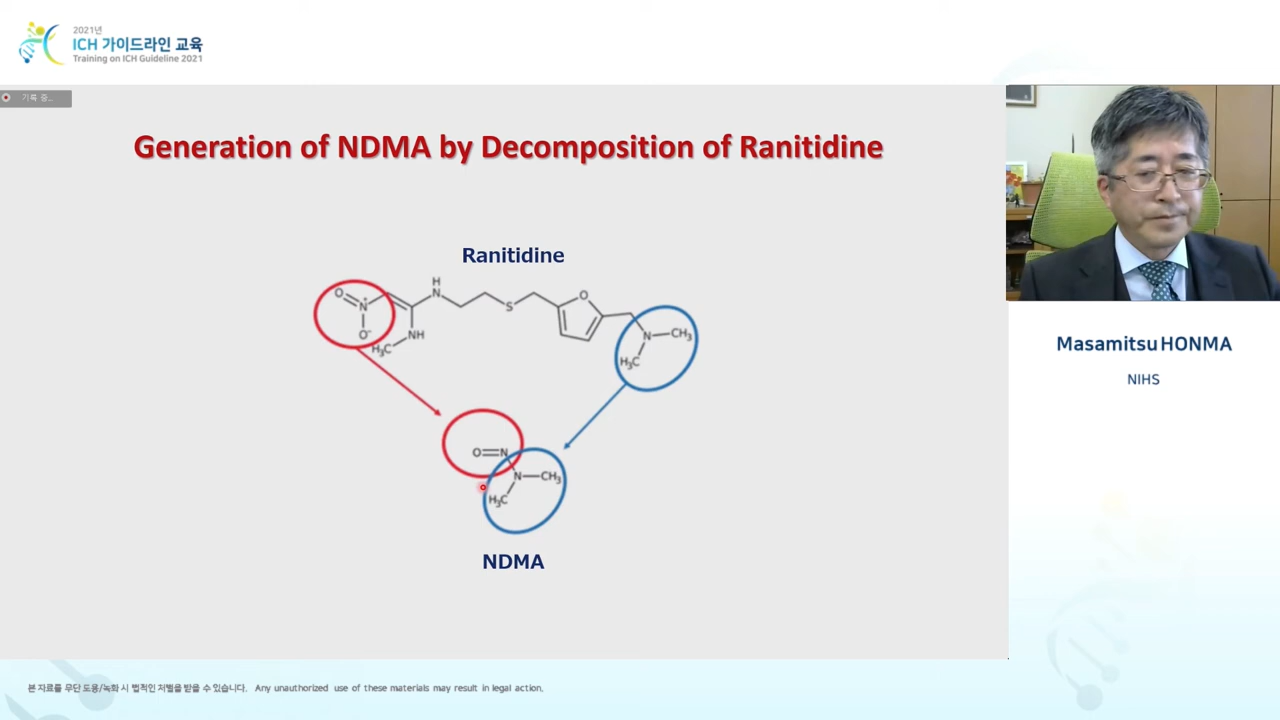 2021년
ICH 가이드라인 교육
Training on ICH Guideline 2021
기록 중...
Generation of NDMA by Decomposition of Ranitidine
Ranitidine
O
N+
O-
H3C
NH
H
N
S
O
N
CH3
H3C
O
N
N
CH3
H3C
NDMA
Masamitsu HONMA
NIHS
본 자료를 무단 도용/녹화 시 법적인 처벌을 받을 수 있습니다. Any unauthorized use of these materials may result in legal action.